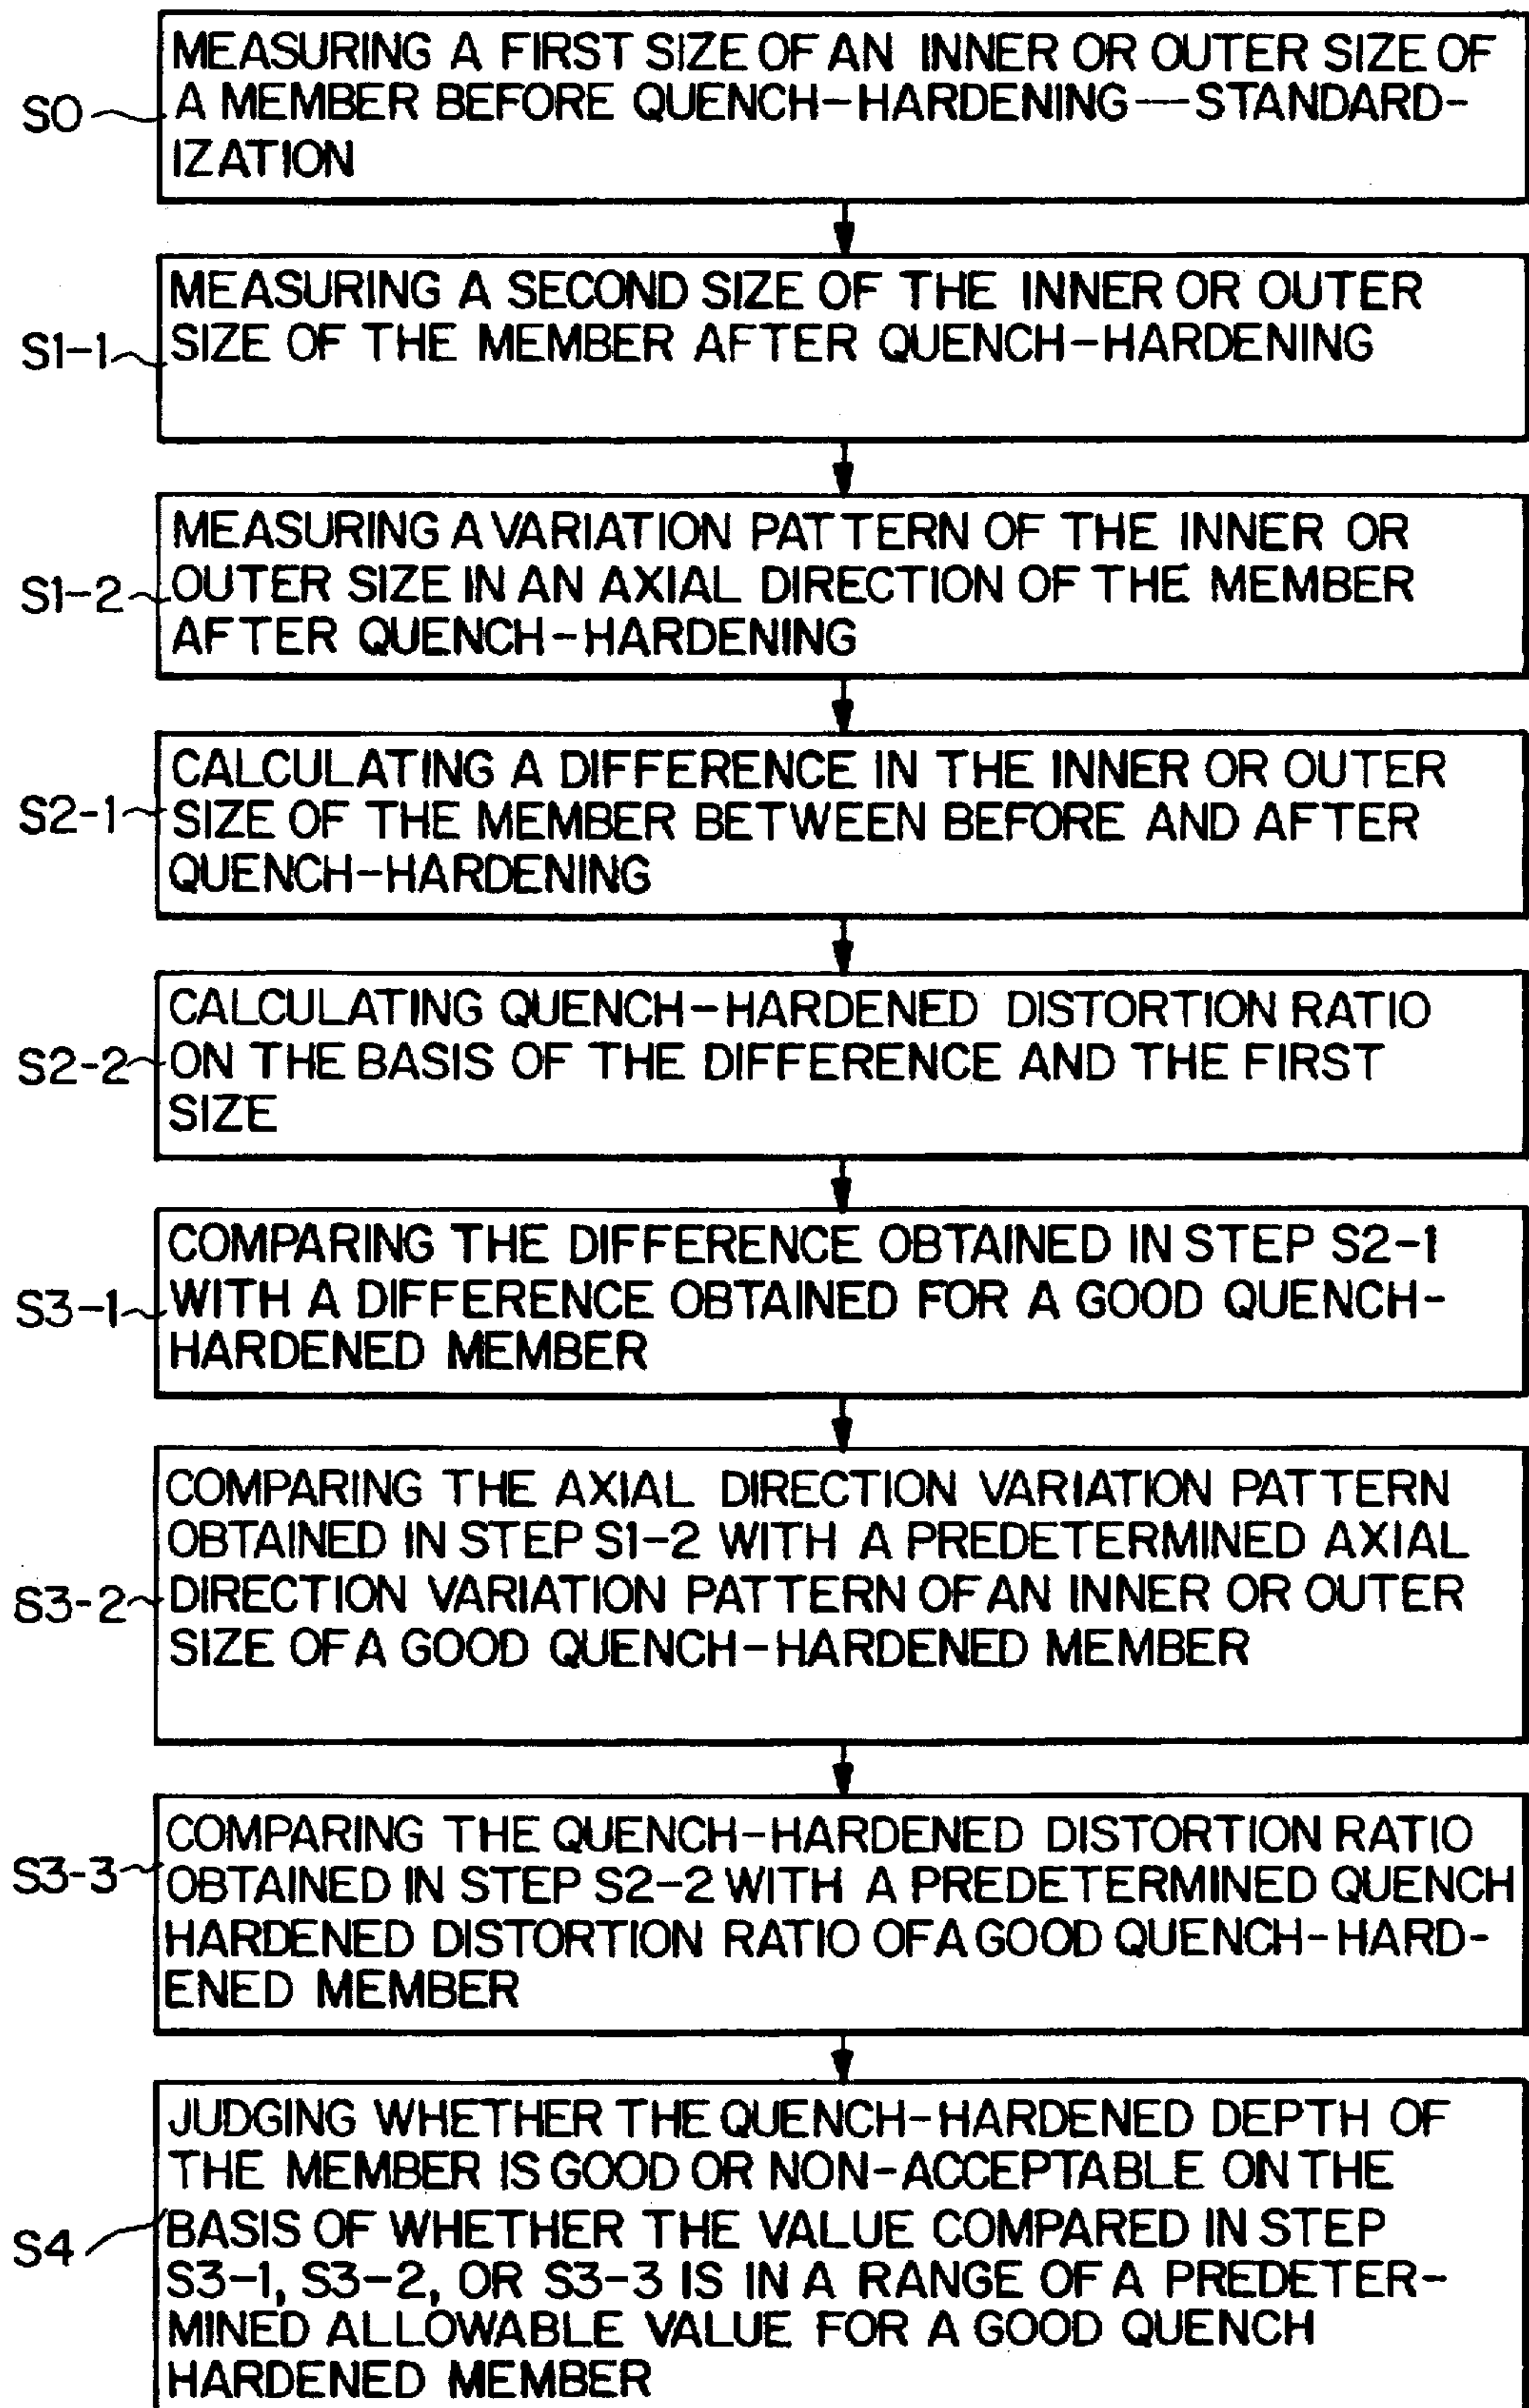 MEASURING A FIRST SIZE OF AN INNER OR OUTER SIZE OF
S0 A MEMBER BEFORE QUENCH-HARDENING—STANDARD-
IZATION
MEASURING A SECOND SIZE OF THE INNER OR OUTER
S1-1 SIZE OF THE MEMBER AFTER QUENCH-HARDENING
MEASURING A VARIATION PATTERN OF THE INNER OR
S1-2 OUTER SIZE IN AN AXIAL DIRECTION OF THE MEMBER
AFTER QUENCH-HARDENING
CALCULATING A DIFFERENCE IN THE INNER OR OUTER
S2-1 SIZE OF THE MEMBER BETWEEN BEFORE AND AFTER
QUENCH-HARDENING
CALCULATING QUENCH-HARDENED DISTORTION RATIO
S2-2 ON THE BASIS OF THE DIFFERENCE AND THE FIRST
SIZE
COMPARING THE DIFFERENCE OBTAINED IN STEP S2-1
S3-1 WITH A DIFFERENCE OBTAINED FOR A GOOD QUENCH-
HARDENED MEMBER
COMPARING THE AXIAL DIRECTION VARIATION PATTERN
OBTAINED IN STEP S1-2 WITH A PREDETERMINED AXIAL
S3-2 DIRECTION VARIATION PATTERN OF AN INNER OR OUTER
SIZE OF A GOOD QUENCH-HARDENED MEMBER
COMPARING THE QUENCH-HARDENED DISTORTION RATIO
S3-3 OBTAINED IN STEP S2-2 WITH A PREDETERMINED QUENCH
HARDENED DISTORTION RATIO OF A GOOD QUENCH-HARD-
ENED MEMBER
JUDGING WHETHER THE QUENCH-HARDENED DEPTH OF
THE MEMBER IS GOOD OR NON-ACCEPTABLE ON THE
S4 BASIS OF WHETHER THE VALUE COMPARED IN STEP
S3-1, S3-2, OR S3-3 IS IN A RANGE OF A PREDETER-
MINED ALLOWABLE VALUE FOR A GOOD QUENCH
HARDENED MEMBER